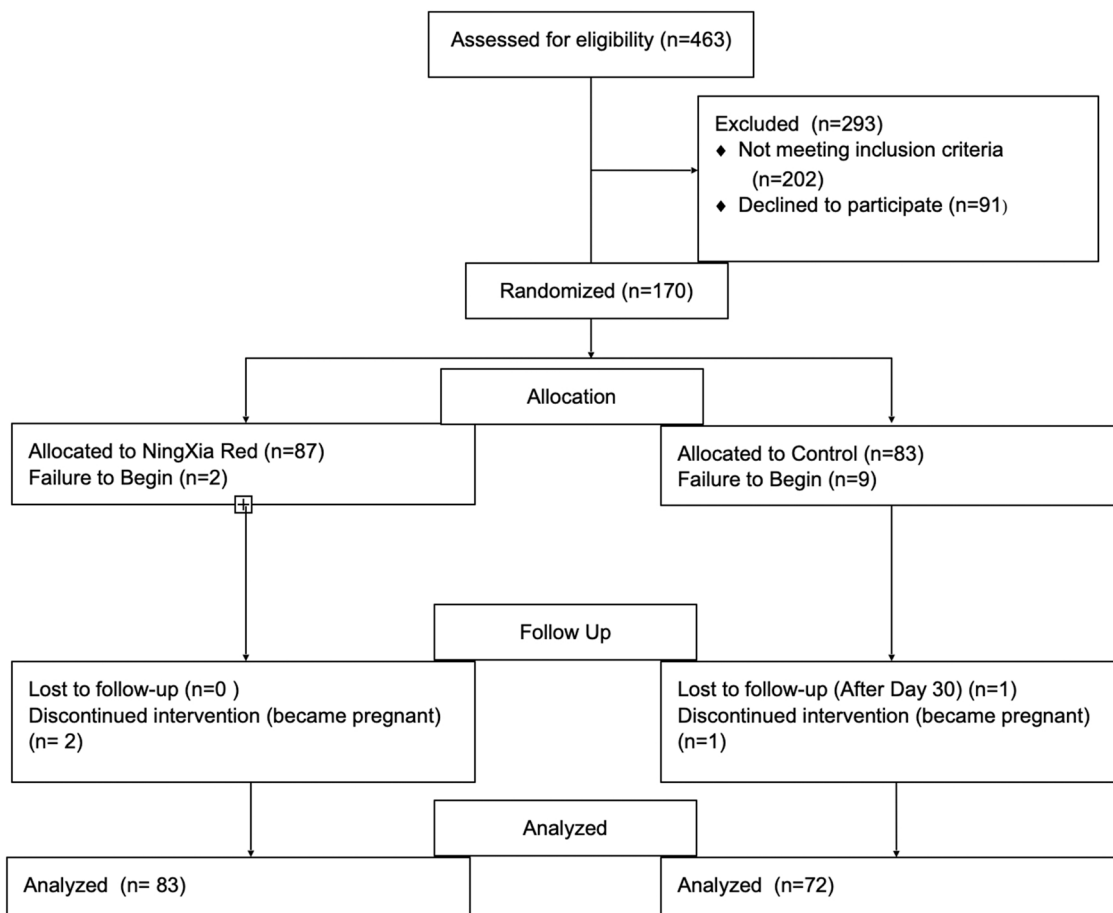 Assessed for eligibility (n=463)
Excluded (n=293)
♦ Not meeting inclusion criteria
(n=202)
♦ Declined to participate (n=91)
Randomized (n=170)
Allocation
Allocated to NingXia Red (n=87)
Failure to Begin (n=2)
Allocated to Control (n=83)
Failure to Begin (n=9)
Follow Up
Lost to follow-up (n=0 )
Discontinued intervention (became pregnant)
(n= 2)
Lost to follow-up (After Day 30) (n=1)
Discontinued intervention (became pregnant)
(n=1)
Analyzed
Analyzed (n= 83)
Analyzed (n=72)